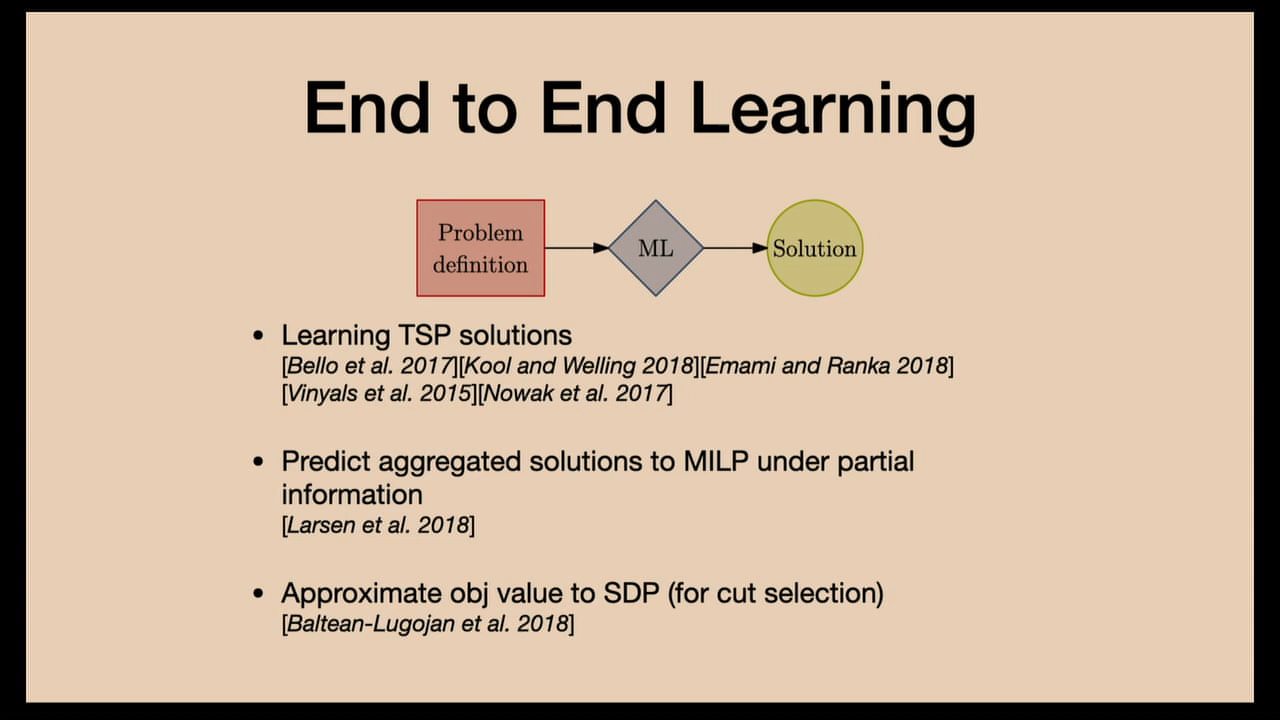 End to End Learning
Problem
definition
ML
Solution
• Learning TSP solutions
[Bello et al. 2017][Kool and Welling 2018][Emami and Ranka 2018]
[Vinyals et al. 2015][Nowak et al. 2017]
• Predict aggregated solutions to MILP under partial
information
[Larsen et al. 2018]
• Approximate obj value to SDP (for cut selection)
[Baltean-Lugojan et al. 2018]